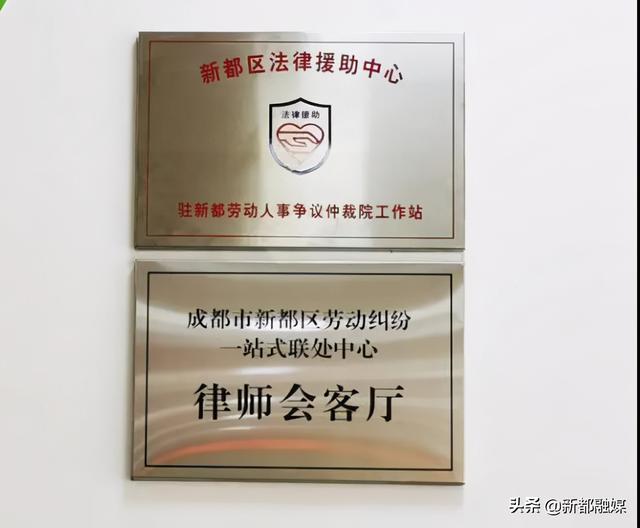 新都区法律援助中心
法律援助
驻新都劳动人事争议仲裁院工作站
成都市新都区劳动纠纷
一站式联处中心
律师会客厅
头条 @新都融媒